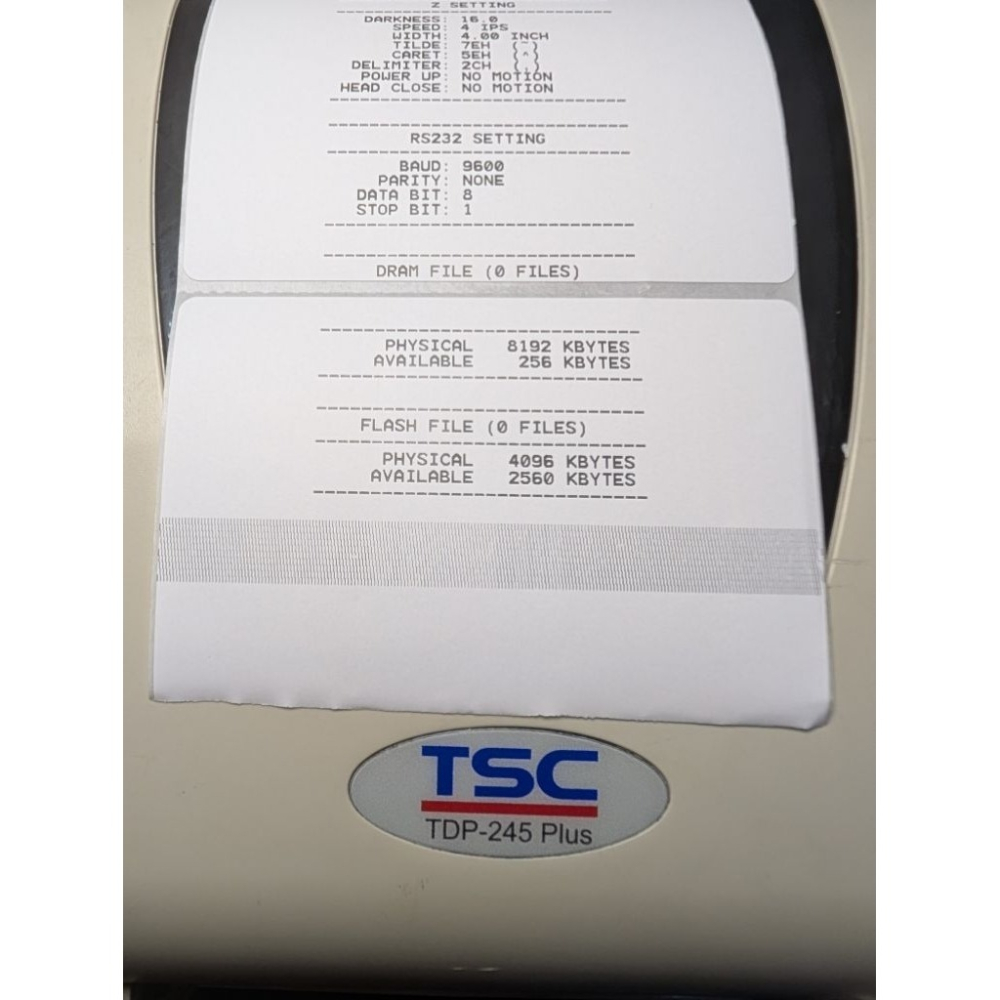 Z SETTING
------------------------------
DARKNESS: 16.0
SPEED: 4 IPS
WIDTH: 4.00 INCH
TILDE: 7EH (~)
CARET: 5EH (^)
DELIMITER: 2CH (,)
POWER UP: NO MOTION
HEAD CLOSE: NO MOTION
------------------------------
------------------------------
RS232 SETTING
------------------------------
BAUD: 9600
PARITY: NONE
DATA BIT: 8
STOP BIT: 1
------------------------------
------------------------------
DRAM FILE (0 FILES)
------------------------------
PHYSICAL 8192 KBYTES
AVAILABLE 256 KBYTES
------------------------------
------------------------------
FLASH FILE (0 FILES)
------------------------------
PHYSICAL 4096 KBYTES
AVAILABLE 2560 KBYTES
------------------------------
TSC
TDP-245 Plus